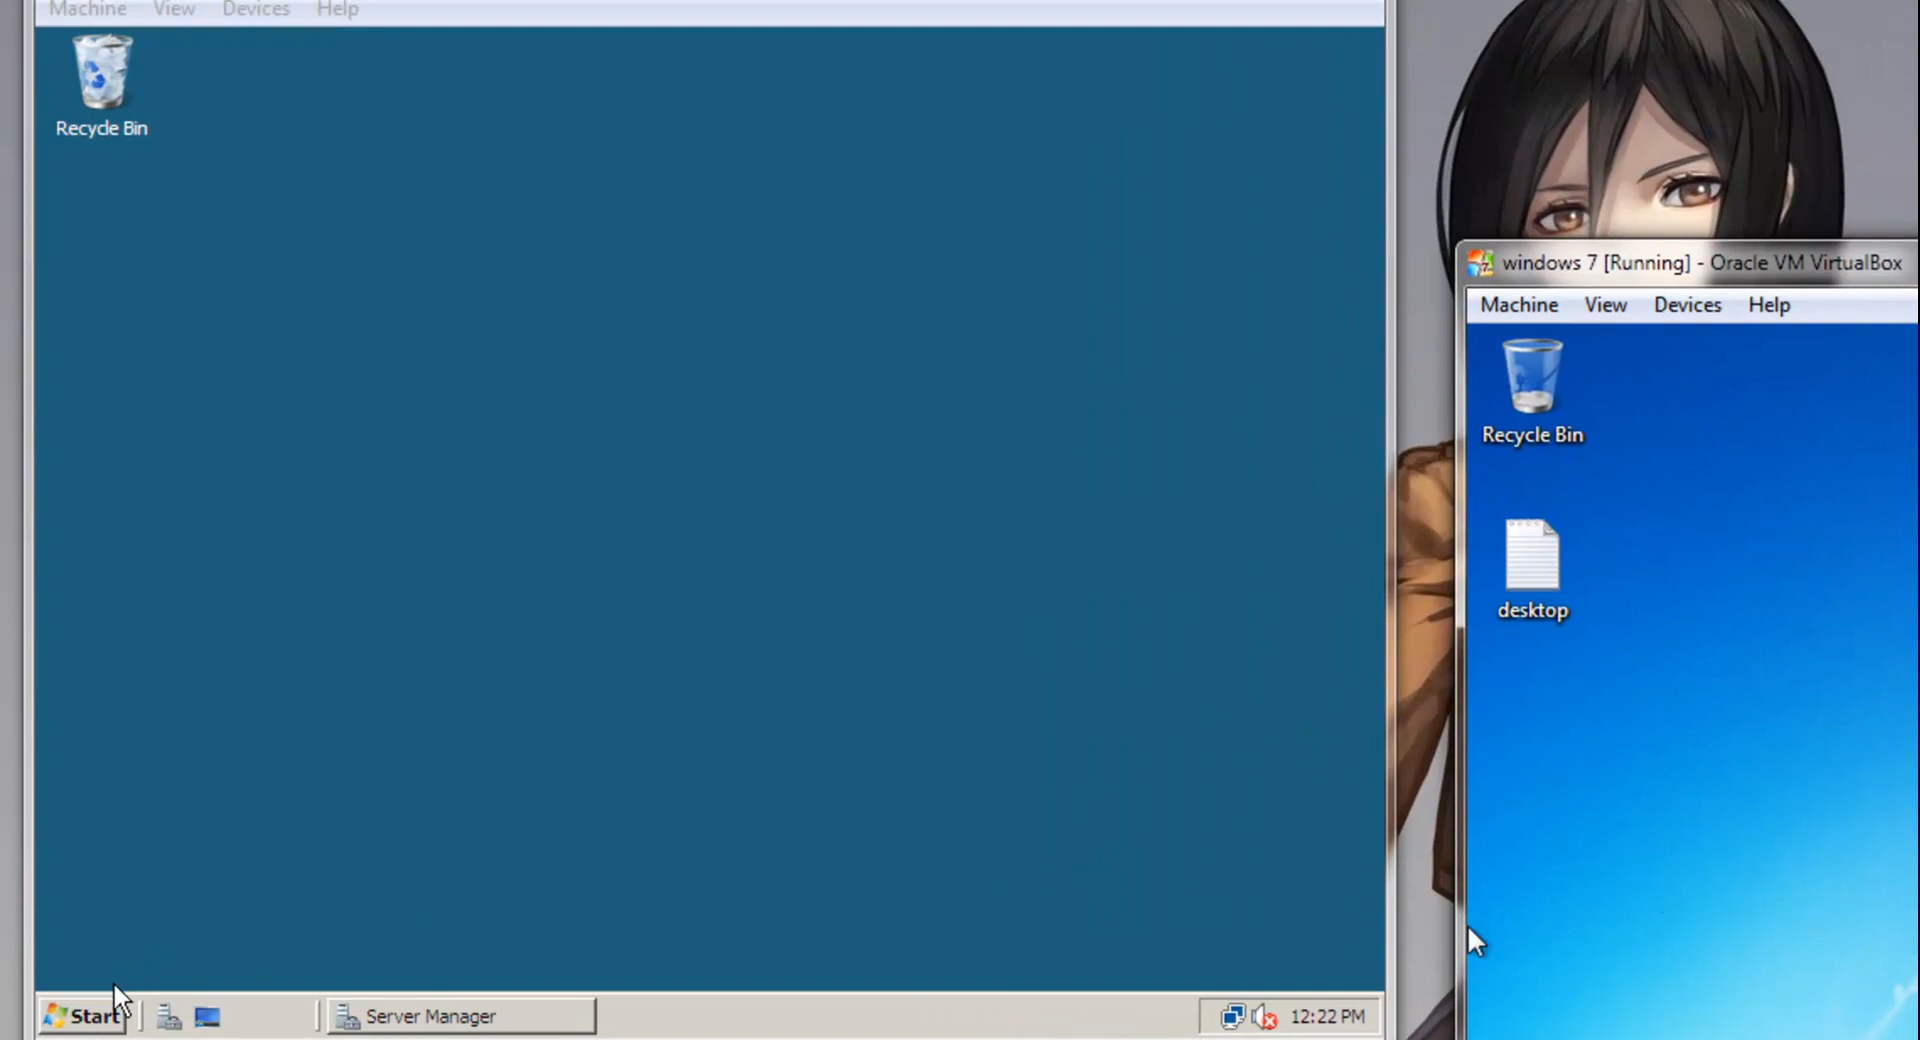 Machine View Devices Help
Recycle Bin
windows 7 [Running] - Oracle VM VirtualBox
Machine View Devices Help
Recycle Bin
desktop
Start
Server Manager
12:22 PM